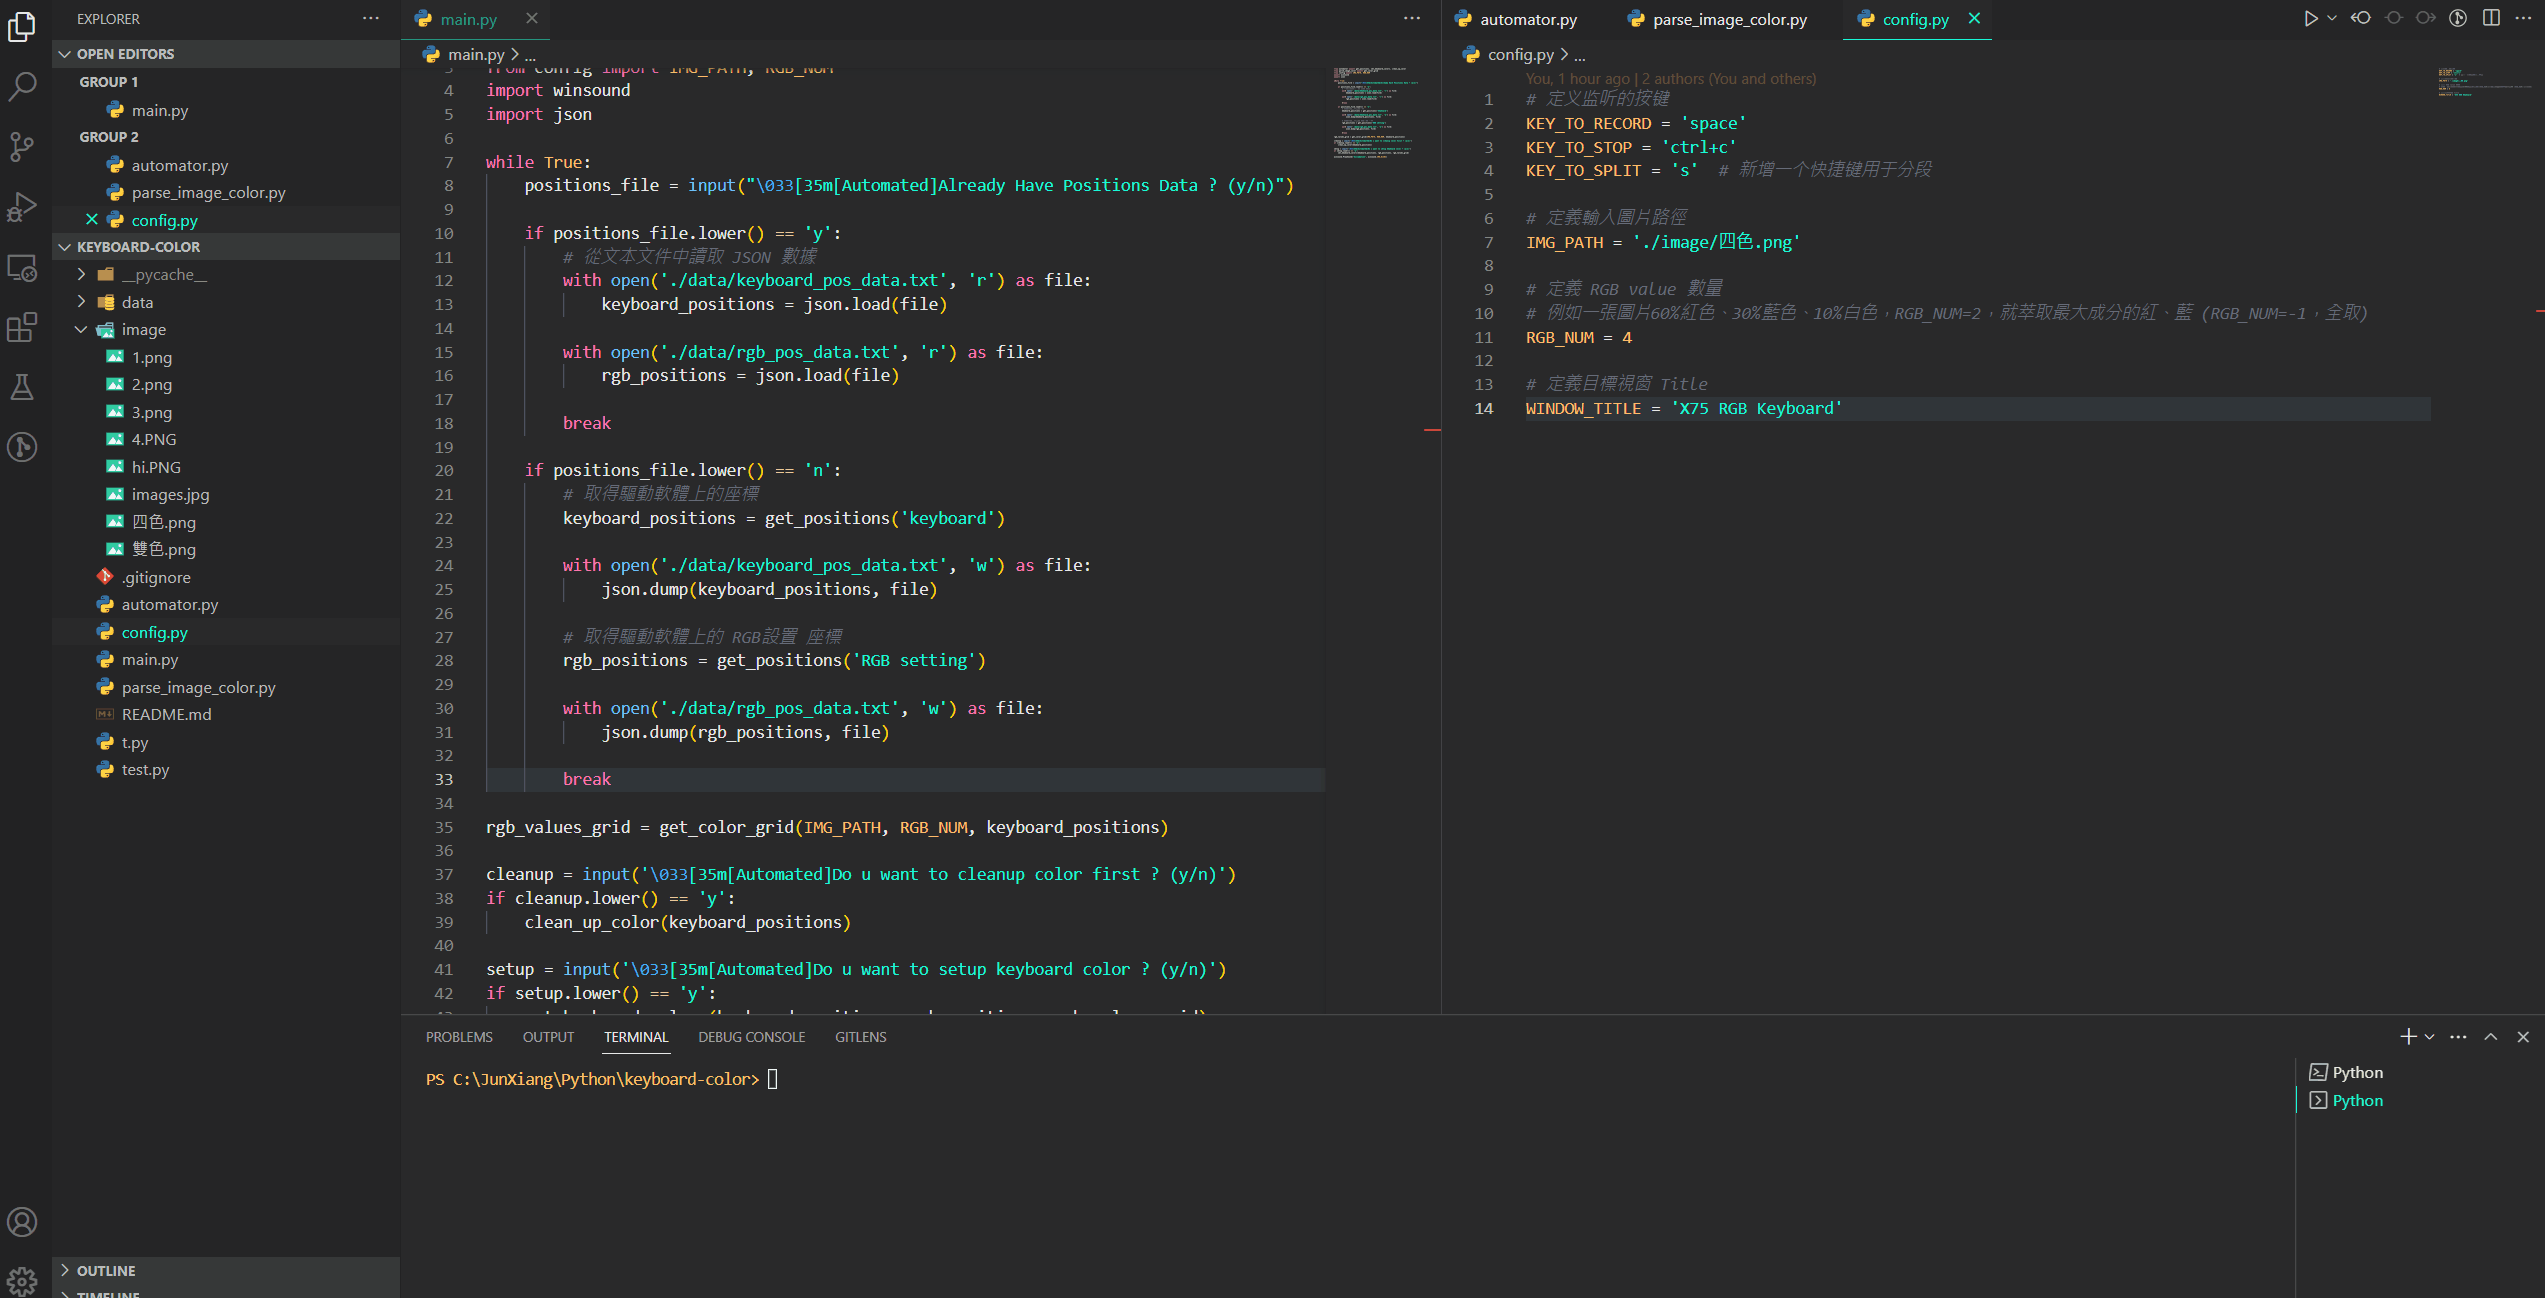 EXPLORER
OPEN EDITORS
GROUP 1
main.py
GROUP 2
automator.py
parse_image_color.py
config.py
KEYBOARD-COLOR
__pycache__
data
image
1.png
2.png
3.png
4.PNG
hi.PNG
images.jpg
四色.png
雙色.png
.gitignore
automator.py
config.py
main.py
parse_image_color.py
README.md
t.py
test.py
OUTLINE
TIMELINE
main.py
main.py > ...
3 from config import IMG_PATH, RGB_NUM
4 import winsound
5 import json
6
7 while True:
8 positions_file = input("\033[35m[Automated]Already Have Positions Data ? (y/n)")
9
10 if positions_file.lower() == 'y':
11 # 從文本文件中讀取 JSON 數據
12 with open('./data/keyboard_pos_data.txt', 'r') as file:
13 keyboard_positions = json.load(file)
14
15 with open('./data/rgb_pos_data.txt', 'r') as file:
16 rgb_positions = json.load(file)
17
18 break
19
20 if positions_file.lower() == 'n':
21 # 取得驅動軟體上的座標
22 keyboard_positions = get_positions('keyboard')
23
24 with open('./data/keyboard_pos_data.txt', 'w') as file:
25 json.dump(keyboard_positions, file)
26
27 # 取得驅動軟體上的 RGB設置 座標
28 rgb_positions = get_positions('RGB setting')
29
30 with open('./data/rgb_pos_data.txt', 'w') as file:
31 json.dump(rgb_positions, file)
32
33 break
34
35 rgb_values_grid = get_color_grid(IMG_PATH, RGB_NUM, keyboard_positions)
36
37 cleanup = input('\033[35m[Automated]Do u want to cleanup color first ? (y/n)')
38 if cleanup.lower() == 'y':
39 clean_up_color(keyboard_positions)
40
41 setup = input('\033[35m[Automated]Do u want to setup keyboard color ? (y/n)')
42 if setup.lower() == 'y':
automator.py
parse_image_color.py
config.py
config.py > ...
You, 1 hour ago | 2 authors (You and others)
1 # 定义监听的按键
2 KEY_TO_RECORD = 'space'
3 KEY_TO_STOP = 'ctrl+c'
4 KEY_TO_SPLIT = 's' # 新增一个快捷键用于分段
5
6 # 定義輸入圖片路徑
7 IMG_PATH = './image/四色.png'
8
9 # 定義 RGB value 數量
10 # 例如一張圖片60%紅色、30%藍色、10%白色，RGB_NUM=2，就萃取最大成分的紅、藍 (RGB_NUM=-1，全取)
11 RGB_NUM = 4
12
13 # 定義目標視窗 Title
14 WINDOW_TITLE = 'X75 RGB Keyboard'
PROBLEMS
OUTPUT
TERMINAL
DEBUG CONSOLE
GITLENS
PS C:\JunXiang\Python\keyboard-color>
Python
Python